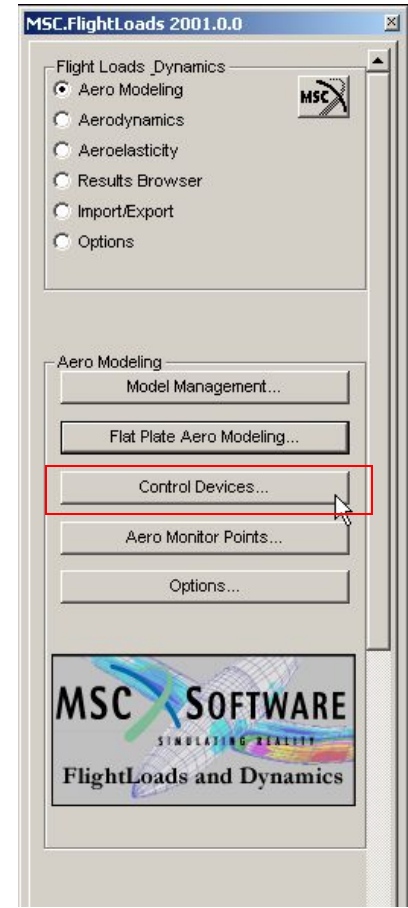 MSC.FlightLoads 2001.0.0
Flight Loads _Dynamics
MSC
Aero Modeling
Aerodynamics
Aeroelasticity
Results Browser
Import/Export
Options
Aero Modeling
Model Management...
Flat Plate Aero Modeling...
Control Devices...
Aero Monitor Points...
Options...
MSC SOFTWARE
SIMULATING REALITY
FlightLoads and Dynamics